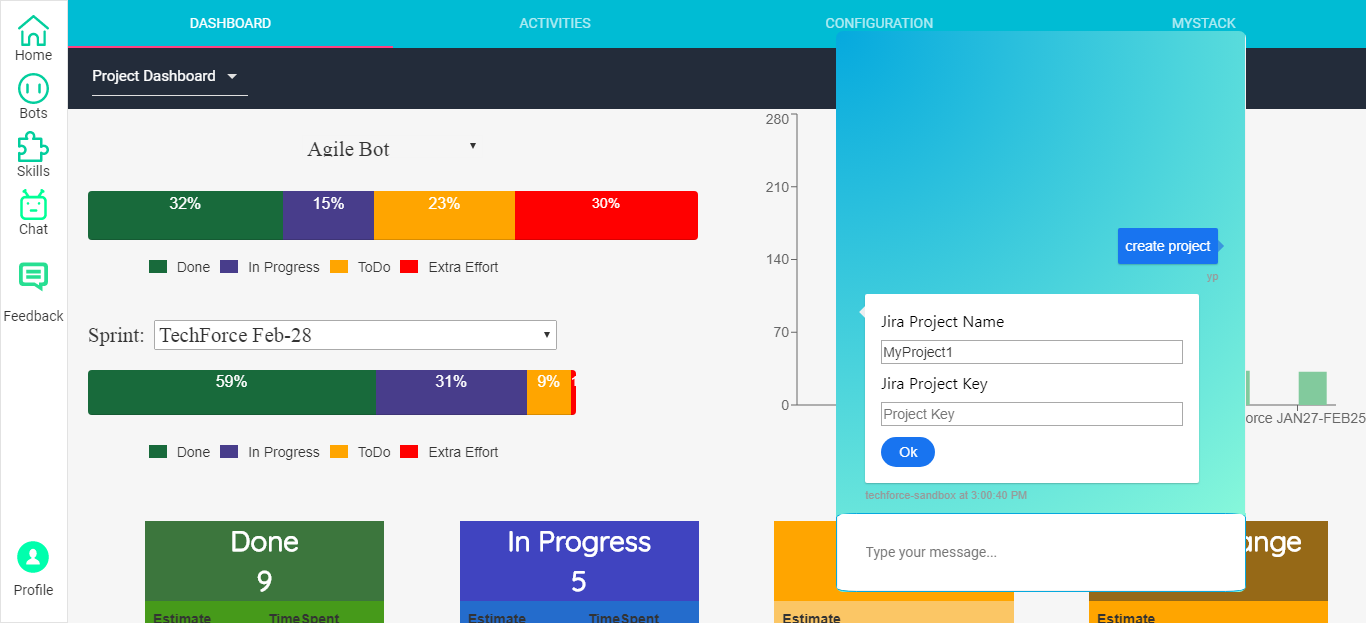 DASHBOARD
ACTIVITIES
CONFIGURATION
MYSTACK
Home
Bots
Skills
Chat
Feedback
Profile
Project Dashboard
Agile Bot
32%
15%
23%
30%
Done
In Progress
ToDo
Extra Effort
Sprint:
TechForce Feb-28
59%
31%
9%
Done
In Progress
ToDo
Extra Effort
280
210
140
70
0
JAN27-FEB25
create project
yp
Jira Project Name
MyProject1
Jira Project Key
Project Key
Ok
techforce-sandbox at 3:00:40 PM
Type your message...
Done
9
Estimate TimeSpent
In Progress
5
Estimate TimeSpent
Estimate
Estimate